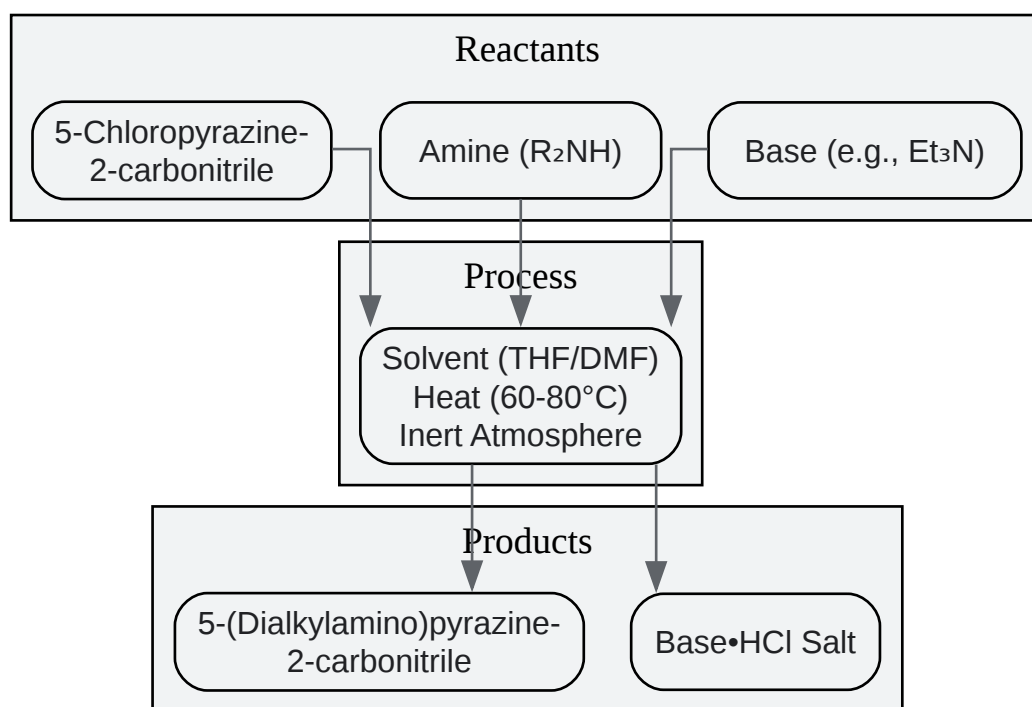 Reactants
5-Chloropyrazine-
2-carbonitrile
Amine (R₂NH)
Base (e.g., Et₃N)
Process
Solvent (THF/DMF)
Heat (60-80°C)
Inert Atmosphere
Products
5-(Dialkylamino)pyrazine-
2-carbonitrile
Base•HCl Salt